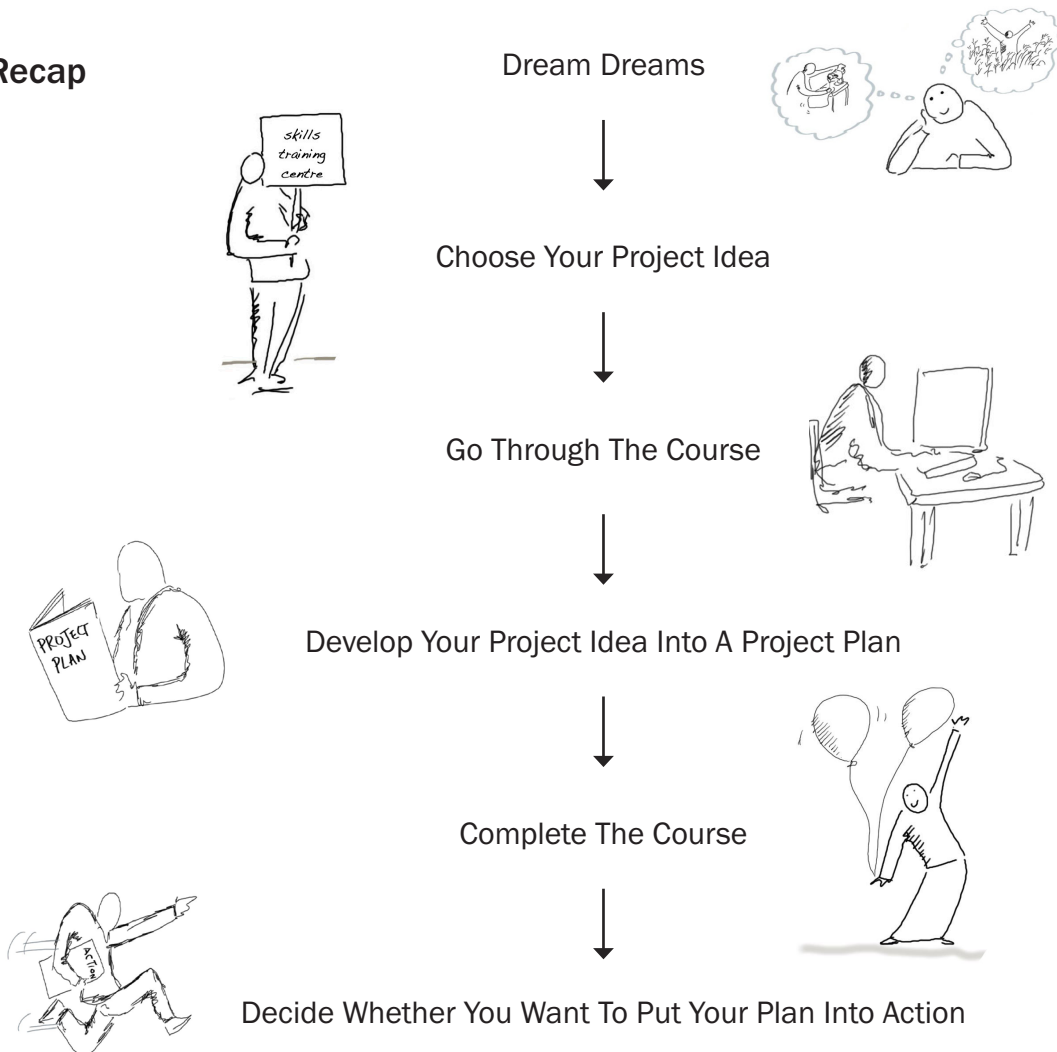 Recap
Dream Dreams
skills
training
centre
Choose Your Project Idea
Go Through The Course
PROJECT
PLAN
Develop Your Project Idea Into A Project Plan
Complete The Course
ACTION
Decide Whether You Want To Put Your Plan Into Action